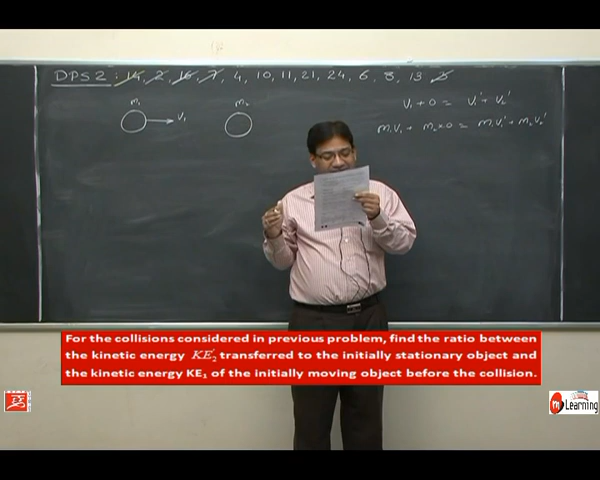 DPS 2 : 14, 2, 16, 7, 4, 10, 11, 21, 24, 6, 8, 13
m₁
v₁
m₂
v₁ + 0 = v₁' + v₂'
m₁v₁ + m₂×0 = m₁v₁' + m₂v₂'
For the collisions considered in previous problem, find the ratio between
the kinetic energy KE₂' transferred to the initially stationary object and
the kinetic energy KE₁ of the initially moving object before the collision.
Learning